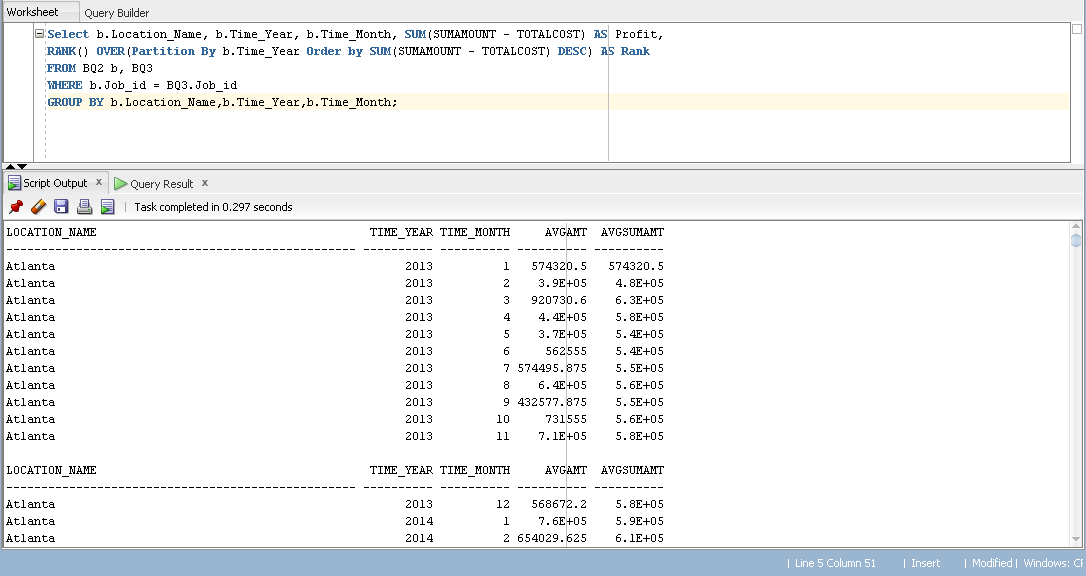 Worksheet Query Builder
Select b.Location_Name, b.Time_Year, b.Time_Month, SUM(SUMAMOUNT - TOTALCOST) AS Profit,
RANK() OVER(Partition By b.Time_Year Order by SUM(SUMAMOUNT - TOTALCOST) DESC) AS Rank
FROM BQ2 b, BQ3
WHERE b.Job_id = BQ3.Job_id
GROUP BY b.Location_Name,b.Time_Year,b.Time_Month;
Script Output x Query Result x
Task completed in 0.297 seconds
LOCATION_NAME TIME_YEAR TIME_MONTH AVGAMT AVGSUMAMT
Atlanta 2013 1 574320.5 574320.5
Atlanta 2013 2 3.9E+05 4.8E+05
Atlanta 2013 3 920730.6 6.3E+05
Atlanta 2013 4 4.4E+05 5.8E+05
Atlanta 2013 5 3.7E+05 5.4E+05
Atlanta 2013 6 562555 5.4E+05
Atlanta 2013 7 574495.875 5.5E+05
Atlanta 2013 8 6.4E+05 5.6E+05
Atlanta 2013 9 432577.875 5.5E+05
Atlanta 2013 10 731555 5.6E+05
Atlanta 2013 11 7.1E+05 5.8E+05
LOCATION_NAME TIME_YEAR TIME_MONTH AVGAMT AVGSUMAMT
Atlanta 2013 12 568672.2 5.8E+05
Atlanta 2014 1 7.6E+05 5.9E+05
Atlanta 2014 2 654029.625 6.1E+05
| Line 5 Column 51 | Insert | Modified | Windows: CF